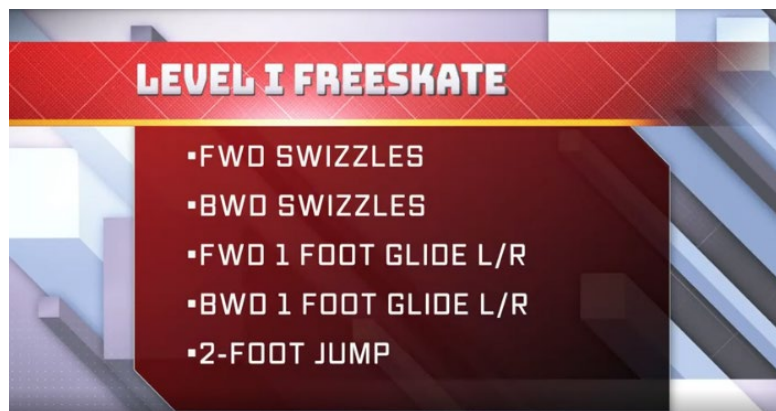 LEVEL I FREESKATE
▪FWD SWIZZLES
▪BWD SWIZZLES
▪FWD 1 FOOT GLIDE L/R
▪BWD 1 FOOT GLIDE L/R
▪2-FOOT JUMP